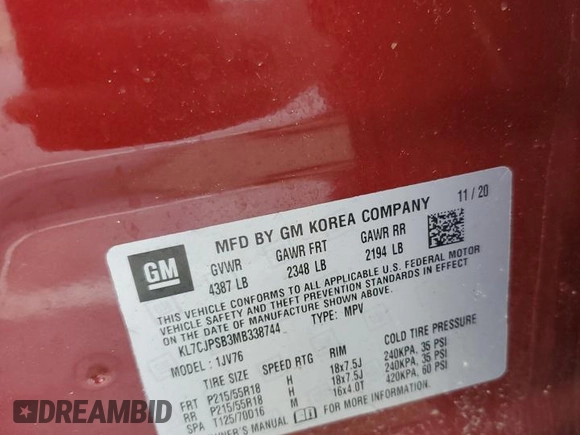 11/20
MFD BY GM KOREA COMPANY
GM
GVWR GAWR FRT GAWR RR
4387 LB 2348 LB 2194 LB
THIS VEHICLE CONFORMS TO ALL APPLICABLE U.S. FEDERAL MOTOR
VEHICLE SAFETY AND THEFT PREVENTION STANDARDS IN EFFECT
ON THE DATE OF MANUFACTURE SHOWN ABOVE.
KL7CJPSB3MB338744 TYPE: MPV
MODEL: 1JV76
TIRE SIZE SPEED RTG RIM COLD TIRE PRESSURE
FRT P215/55R18 H 18x7.5J 240KPA, 35 PSI
RR P215/55R18 H 18x7.5J 240KPA, 35 PSI
SPA T125/70D16 M 16x4.0T 420KPA, 60 PSI
OWNER'S MANUAL FOR MORE INFORMATION.
DREAMBID